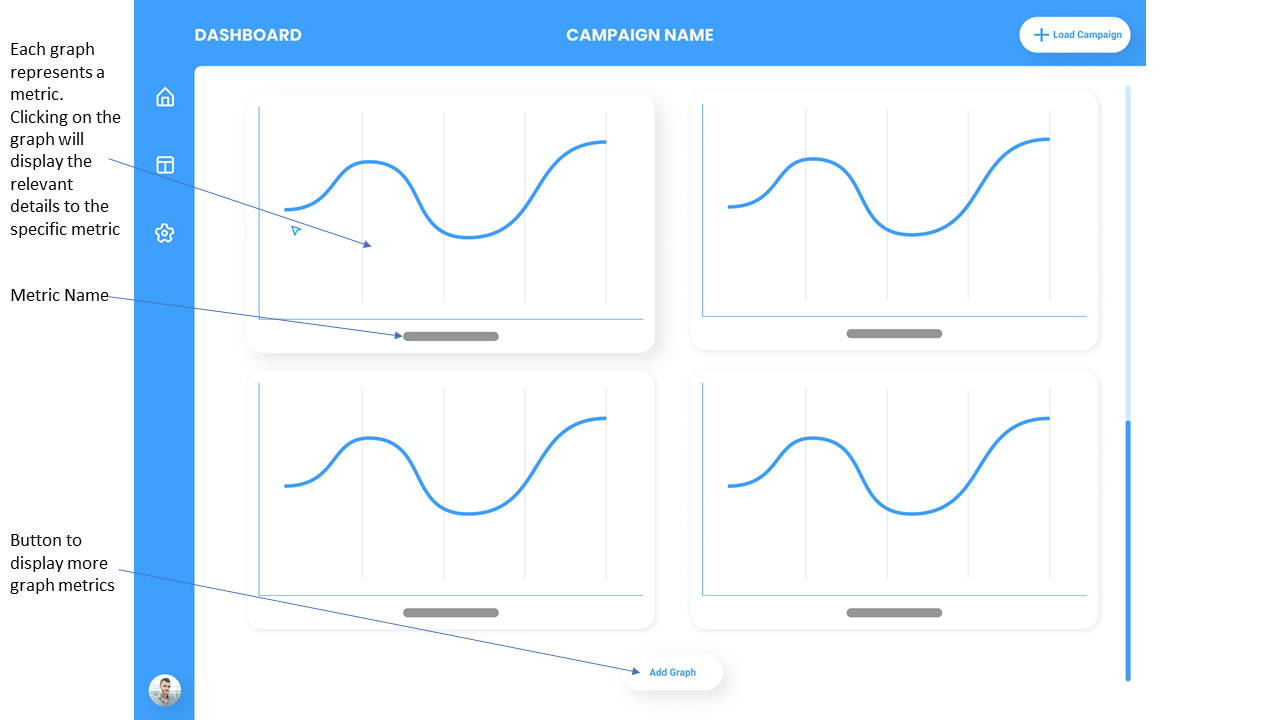 DASHBOARD
CAMPAIGN NAME
Load Campaign
Each graph
represents a
metric.
Clicking on the
graph will
display the
relevant
details to the
specific metric
Metric Name
Button to
display more
graph metrics
Add Graph